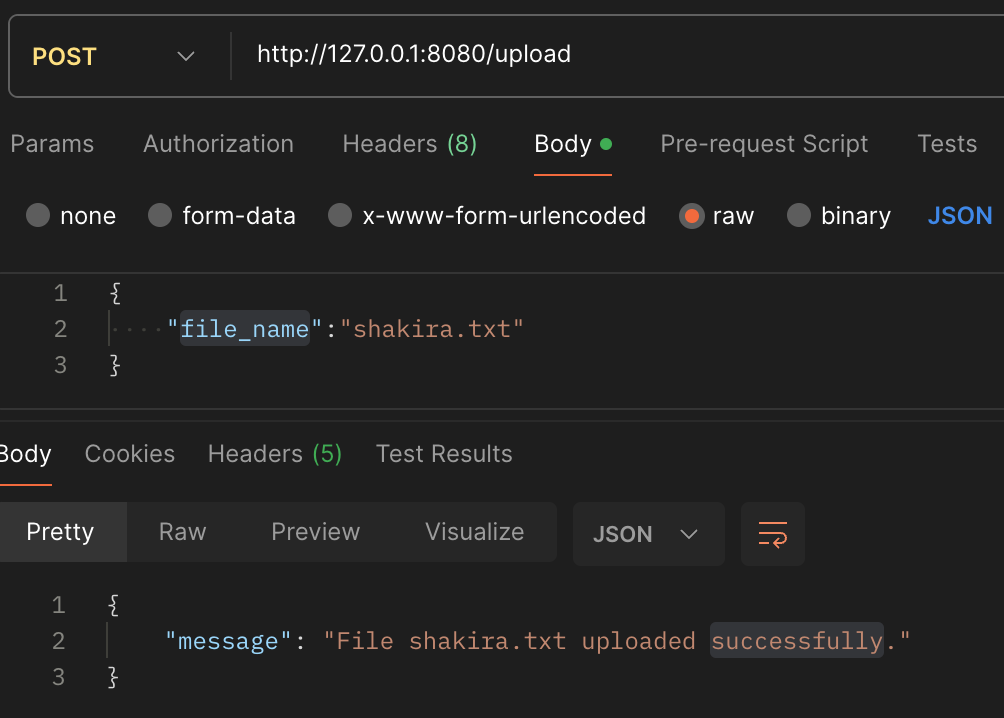 POST http://127.0.0.1:8080/upload
Params Authorization Headers (8) Body Pre-request Script Tests
none form-data x-www-form-urlencoded raw binary JSON
1 {
2 "file_name":"shakira.txt"
3 }
Body Cookies Headers (5) Test Results
Pretty Raw Preview Visualize JSON
1 {
2 "message": "File shakira.txt uploaded successfully."
3 }